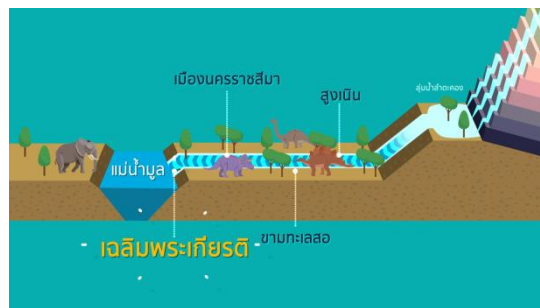 ลุ่มน้ำลำตะคอง
เมืองนครราชสีมา
สูงเนิน
แม่น้ำมูล
ขามทะเลสอ
เฉลิมพระเกียรติ